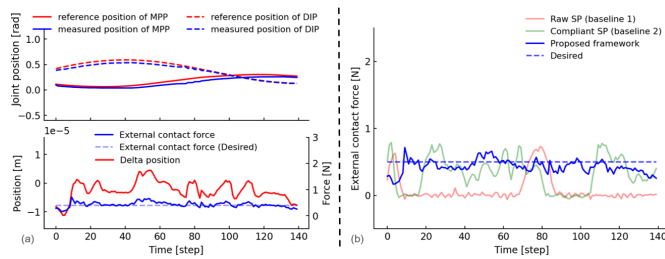 reference position of MPP
measured position of MPP
reference position of DIP
measured position of DIP
Joint position [rad]
1.0
0.5
0.0
−0.5
1e−5
External contact force
External contact force (Desired)
Delta position
Position [m]
1
0
−1
Force [N]
3
2
1
0
0 20 40 60 80 100 120 140
Time [step]
(a)
Raw SP (baseline 1)
Compliant SP (baseline 2)
Proposed framework
Desired
External contact force [N]
2
1
0
0 20 40 60 80 100 120 140
Time [step]
(b)